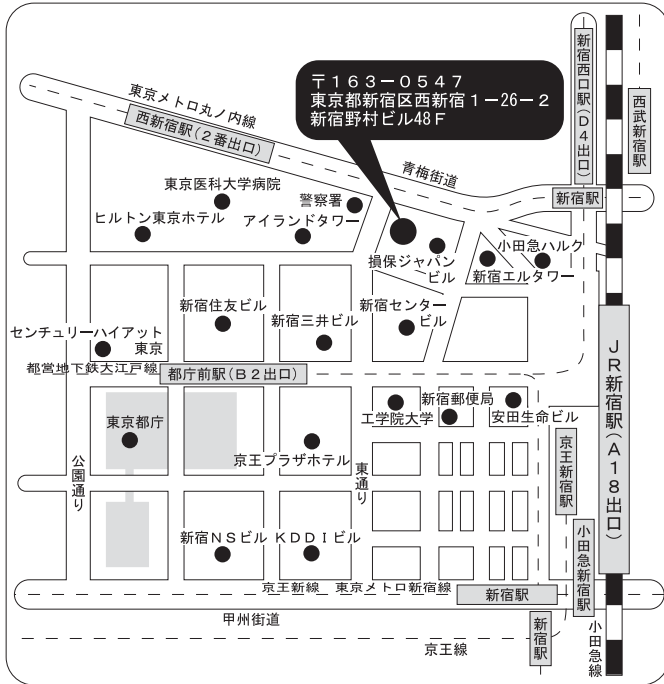 〒163-0547
東京都新宿区西新宿1-26-2
新宿野村ビル48F
東京メトロ丸ノ内線
西新宿駅(2番出口)
青梅街道
新宿西口駅(D4出口)
西武新宿駅
新宿駅
東京医科大学病院
警察署
ヒルトン東京ホテル
アイランドタワー
損保ジャパン
ビル
小田急ハルク
新宿エルタワー
新宿住友ビル
新宿三井ビル
新宿センター
ビル
センチュリーハイアット
東京
都営地下鉄大江戸線
都庁前駅(B2出口)
JR新宿駅(A18出口)
新宿郵便局
工学院大学
安田生命ビル
東京都庁
京王プラザホテル
公園通り
東通り
京王新宿駅
新宿NSビル
KDDIビル
小田急新宿駅
京王新線
東京メトロ新宿線
新宿駅
甲州街道
新宿駅
京王線
小田急線